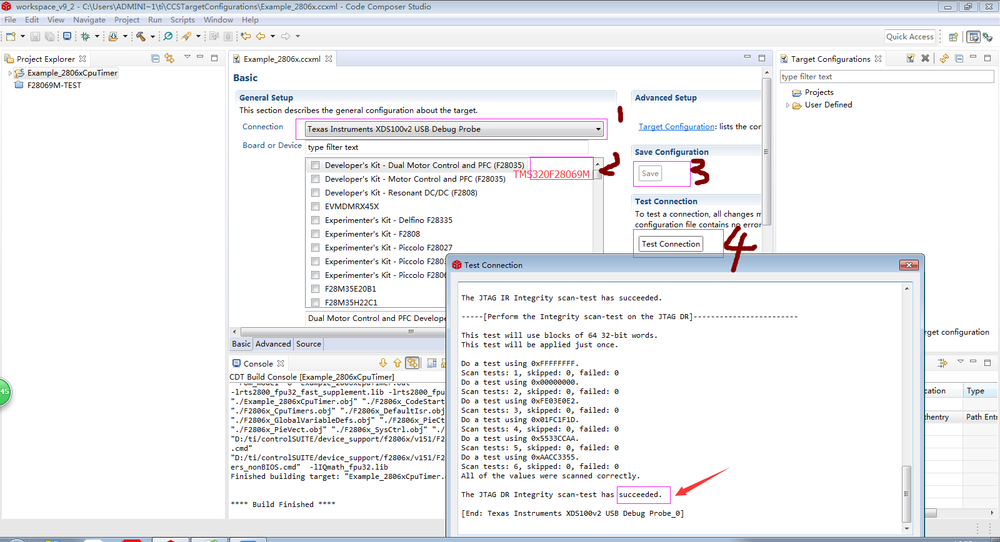 workspace_v9_2 - C:\Users\ADMINI~1\ti\CCSTargetConfigurations\Example_2806x.ccxml - Code Composer Studio
File Edit View Navigate Project Run Scripts Window Help
Quick Access
Project Explorer
Example_2806xCpuTimer
F28069M-TEST
Example_2806x.ccxml
Basic
General Setup
This section describes the general configuration about the target.
Connection
Texas Instruments XDS100v2 USB Debug Probe
1
Board or Device
type filter text
Developer's Kit - Dual Motor Control and PFC (F28035)
TMS320F28069M
2
Developer's Kit - Motor Control and PFC (F28035)
Developer's Kit - Resonant DC/DC (F2808)
EVMDMRX45X
Experimenter's Kit - Delfino F28335
Experimenter's Kit - F2808
Experimenter's Kit - Piccolo F28027
Experimenter's Kit - Piccolo F2803
Experimenter's Kit - Piccolo F2806
F28M35E20B1
F28M35H22C1
Dual Motor Control and PFC Develope
Basic Advanced Source
Advanced Setup
Target Configuration: lists the cor
Save Configuration
Save
3
Test Connection
To test a connection, all changes m
configuration file contains no error
Test Connection
4
Target Configurations
type filter text
Projects
User Defined
rget configuration
Console
CDT Build Console [Example_2806xCpuTimer]
-lrts2800_fpu32_fast_supplement.lib -lrts2800_fpu
"./Example_2806xCpuTimer.obj" "./F2806x_CodeStart
"./F2806x_CpuTimers.obj" "./F2806x_DefaultIsr.obj
"./F2806x_GlobalVariableDefs.obj" "./F2806x_PieCt
"./F2806x_PieVect.obj" "./F2806x_SysCtrl.obj" "./
"D:/ti/controlSUITE/device_support/f2806x/v151/F2
.cmd"
"D:/ti/controlSUITE/device_support/f2806x/v151/F2
ers_nonBIOS.cmd" -lIQmath_fpu32.lib
Finished building target: "Example_2806xCpuTimer.
**** Build Finished ****
Test Connection
The JTAG IR Integrity scan-test has succeeded.
-----[Perform the Integrity scan-test on the JTAG DR]------------------------
This test will use blocks of 64 32-bit words.
This test will be applied just once.
Do a test using 0xFFFFFFFF.
Scan tests: 1, skipped: 0, failed: 0
Do a test using 0x00000000.
Scan tests: 2, skipped: 0, failed: 0
Do a test using 0xFE03E0E2.
Scan tests: 3, skipped: 0, failed: 0
Do a test using 0x01FC1F1D.
Scan tests: 4, skipped: 0, failed: 0
Do a test using 0x5533CCAA.
Scan tests: 5, skipped: 0, failed: 0
Do a test using 0xAACC3355.
Scan tests: 6, skipped: 0, failed: 0
All of the values were scanned correctly.
The JTAG DR Integrity scan-test has succeeded.
[End: Texas Instruments XDS100v2 USB Debug Probe_0]
cation Type
thentry Path Entr
45